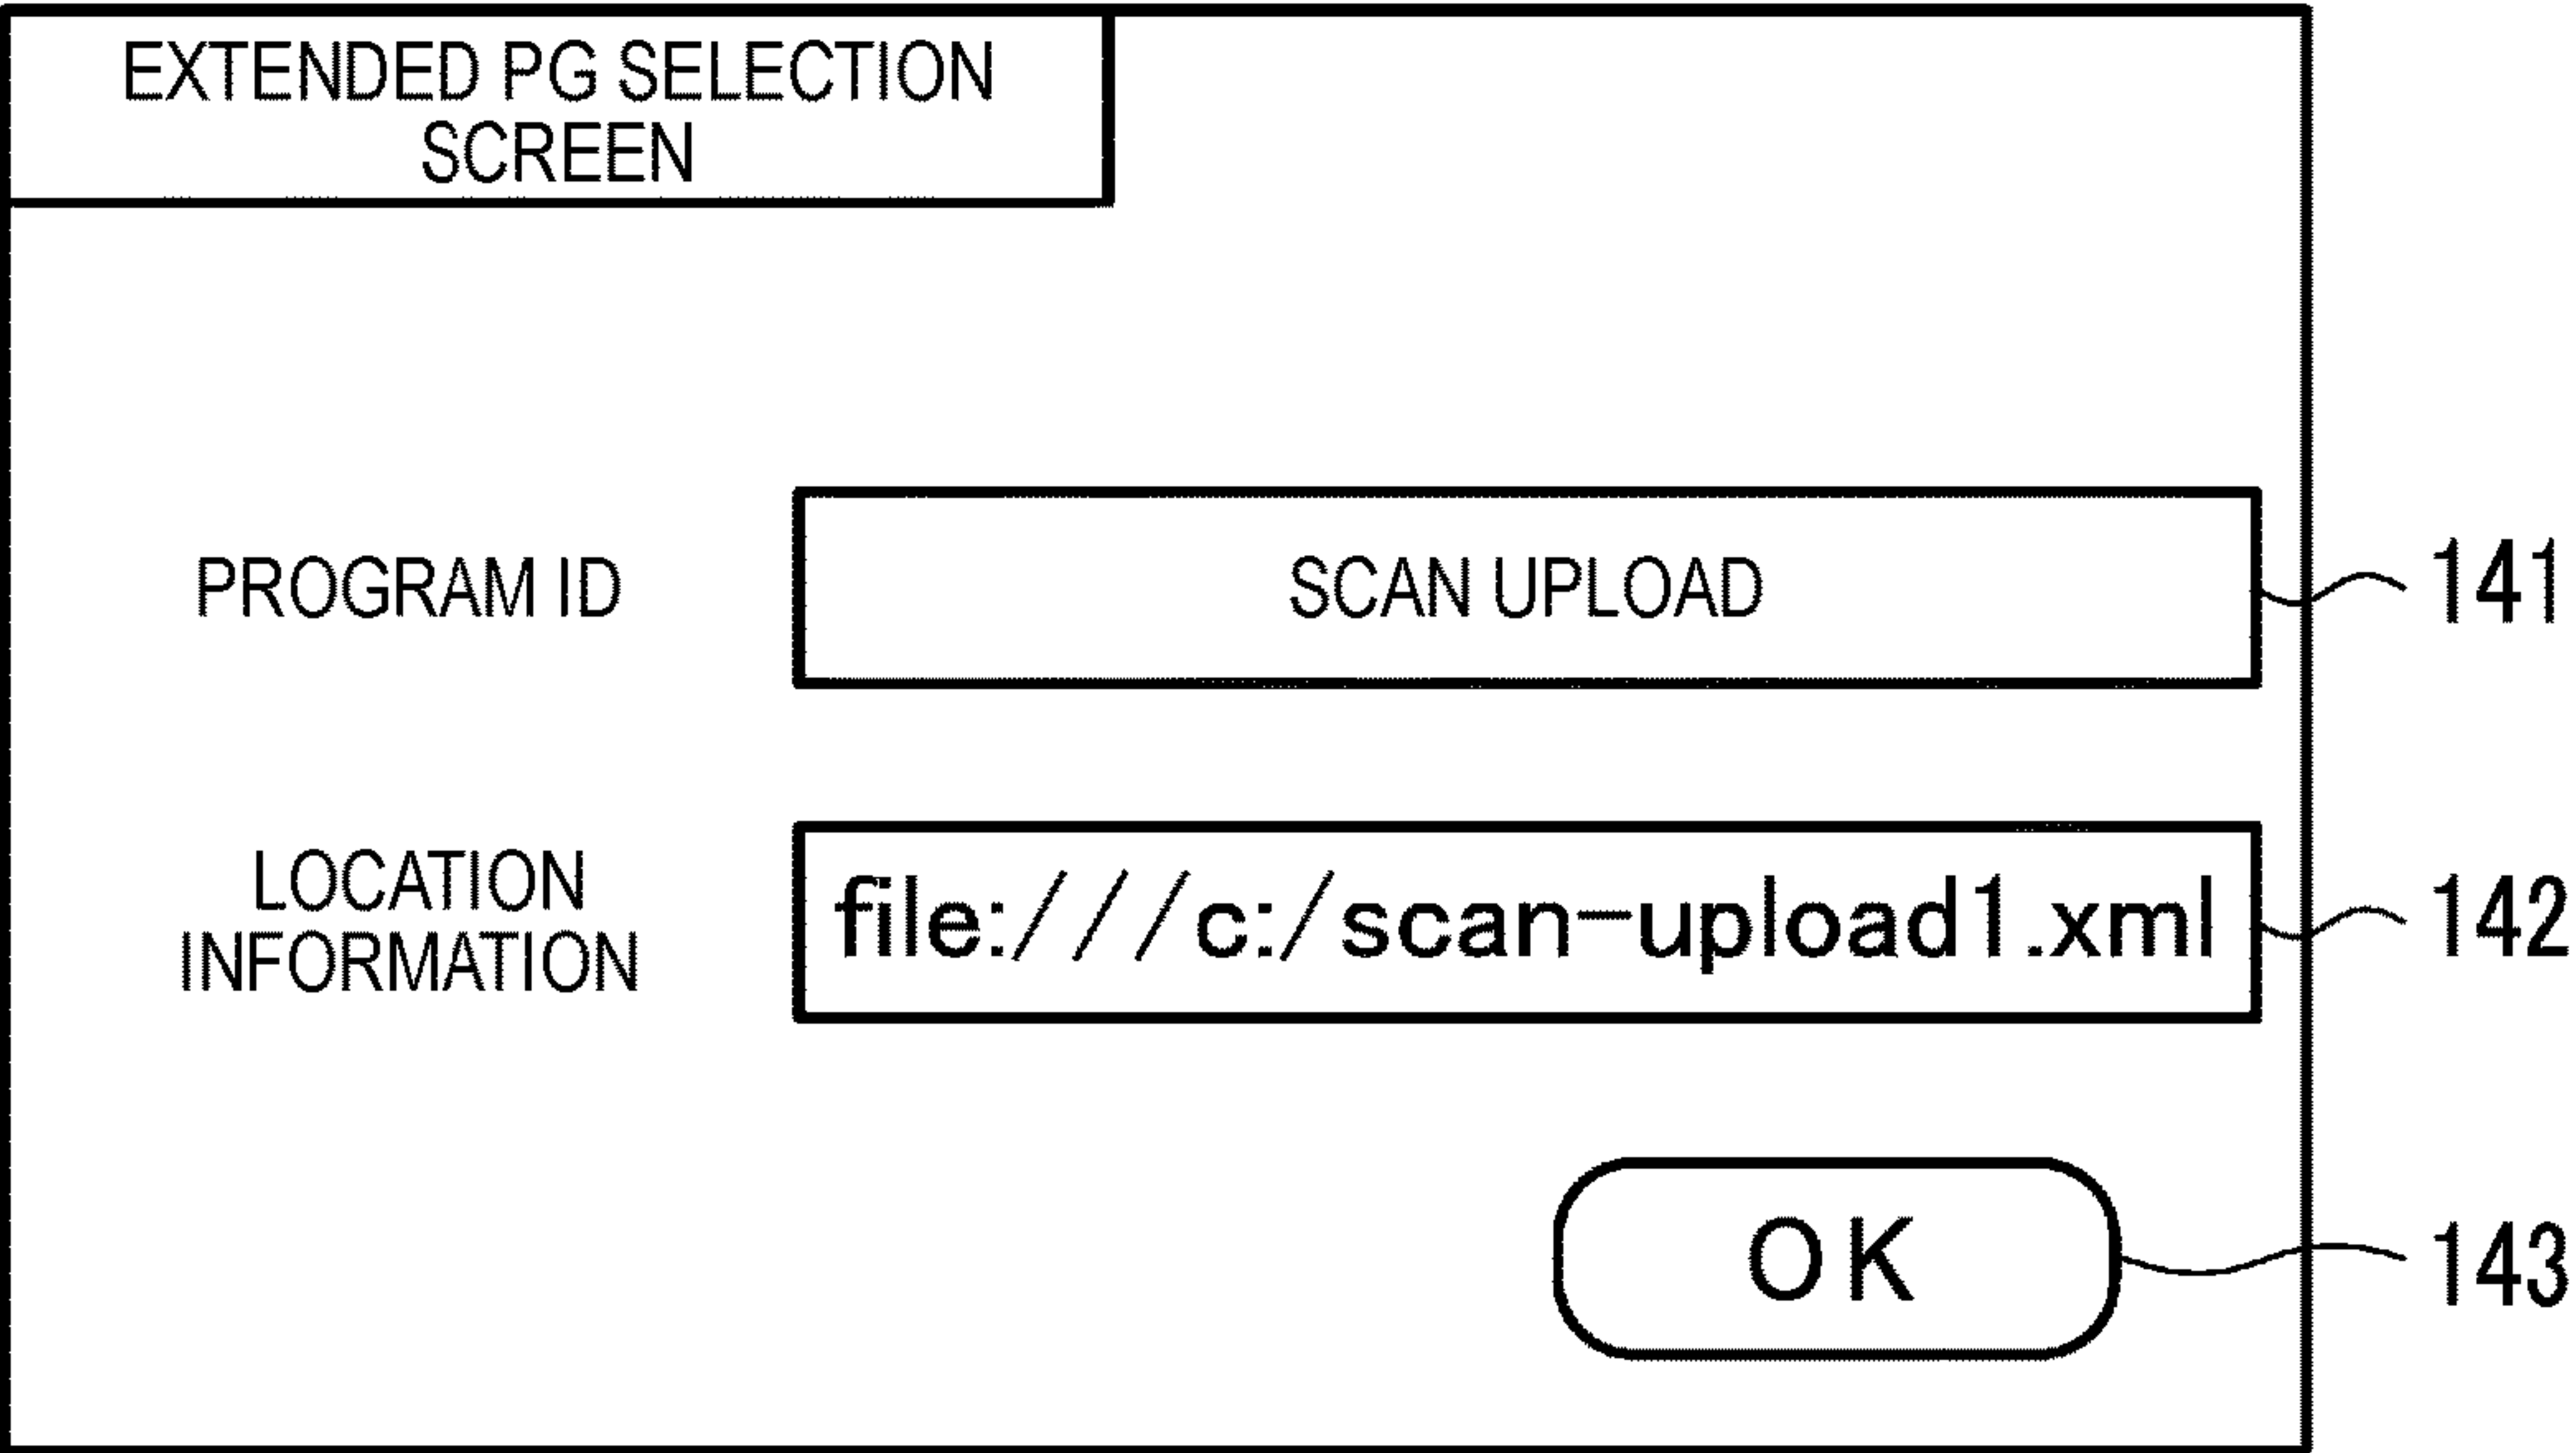 EXTENDED PG SELECTION
SCREEN
PROGRAM ID
SCAN UPLOAD
141
LOCATION
INFORMATION
file:///c:/scan-upload1.xml
142
OK
143